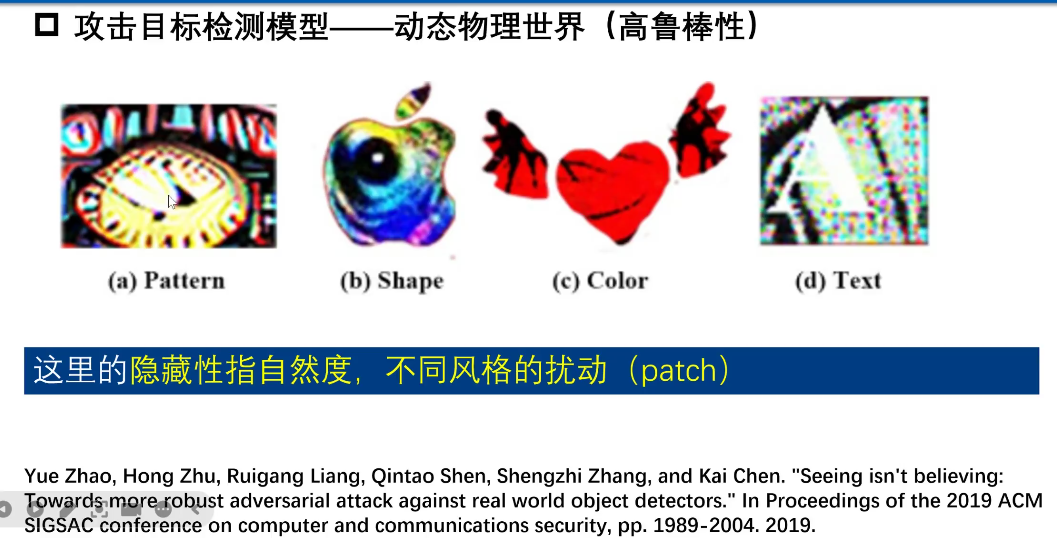 攻击目标检测模型——动态物理世界（高鲁棒性）
(a) Pattern
(b) Shape
(c) Color
(d) Text
这里的隐藏性指自然度，不同风格的扰动（patch）
Yue Zhao, Hong Zhu, Ruigang Liang, Qintao Shen, Shengzhi Zhang, and Kai Chen. "Seeing isn't believing:
Towards more robust adversarial attack against real world object detectors." In Proceedings of the 2019 ACM
SIGSAC conference on computer and communications security, pp. 1989-2004. 2019.